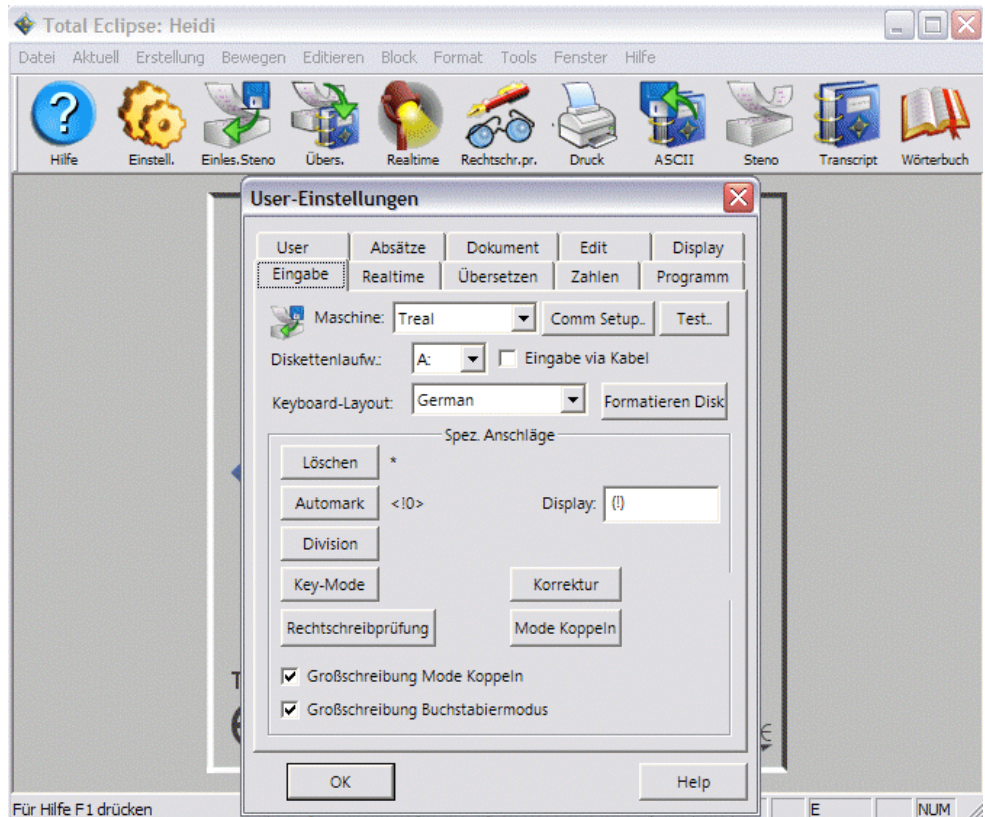 Total Eclipse: Heidi
Datei Aktuell Erstellung Bewegen Editieren Block Format Tools Fenster Hilfe
Hilfe Einstell. Einles.Steno Übers. Realtime Rechtschr.pr. Druck ASCII Steno Transcript Wörterbuch
User-Einstellungen
User Absätze Dokument Edit Display
Eingabe Realtime Übersetzen Zahlen Programm
Maschine: Treal Comm Setup.. Test..
Diskettenlaufw.: A: Eingabe via Kabel
Keyboard-Layout: German Formatieren Disk
Spez. Anschläge
Löschen *
Automark <!0> Display: (!)
Division
Key-Mode Korrektur
Rechtschreibprüfung Mode Koppeln
Großschreibung Mode Koppeln
Großschreibung Buchstabiermodus
OK Help
Für Hilfe F1 drücken E NUM